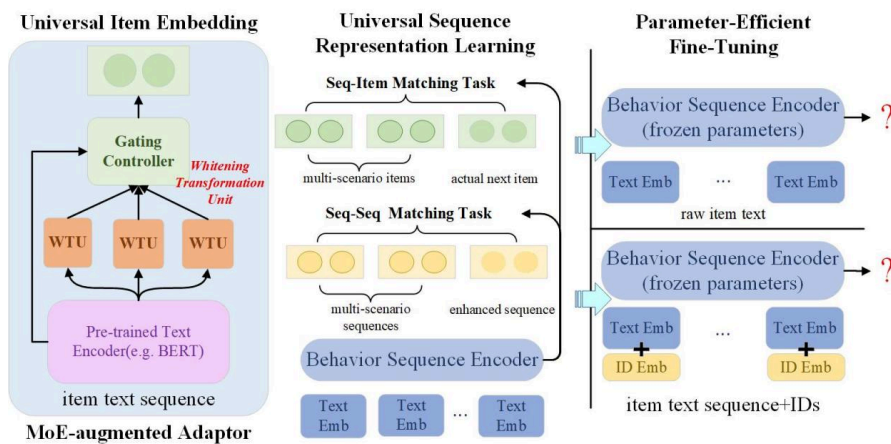 Universal Item Embedding
Gating
Controller
Whitening
Transformation
Unit
WTU
WTU
WTU
Pre-trained Text
Encoder(e.g. BERT)
item text sequence
MoE-augmented Adaptor
Universal Sequence
Representation Learning
Seq-Item Matching Task
multi-scenario items
actual next item
Seq-Seq Matching Task
multi-scenario
sequences
enhanced sequence
Behavior Sequence Encoder
Text
Emb
Text
Emb
...
Text
Emb
Parameter-Efficient
Fine-Tuning
Behavior Sequence Encoder
(frozen parameters)
?
Text Emb
...
Text Emb
raw item text
Behavior Sequence Encoder
(frozen parameters)
?
Text Emb
...
Text Emb
+
+
ID Emb
ID Emb
item text sequence+IDs